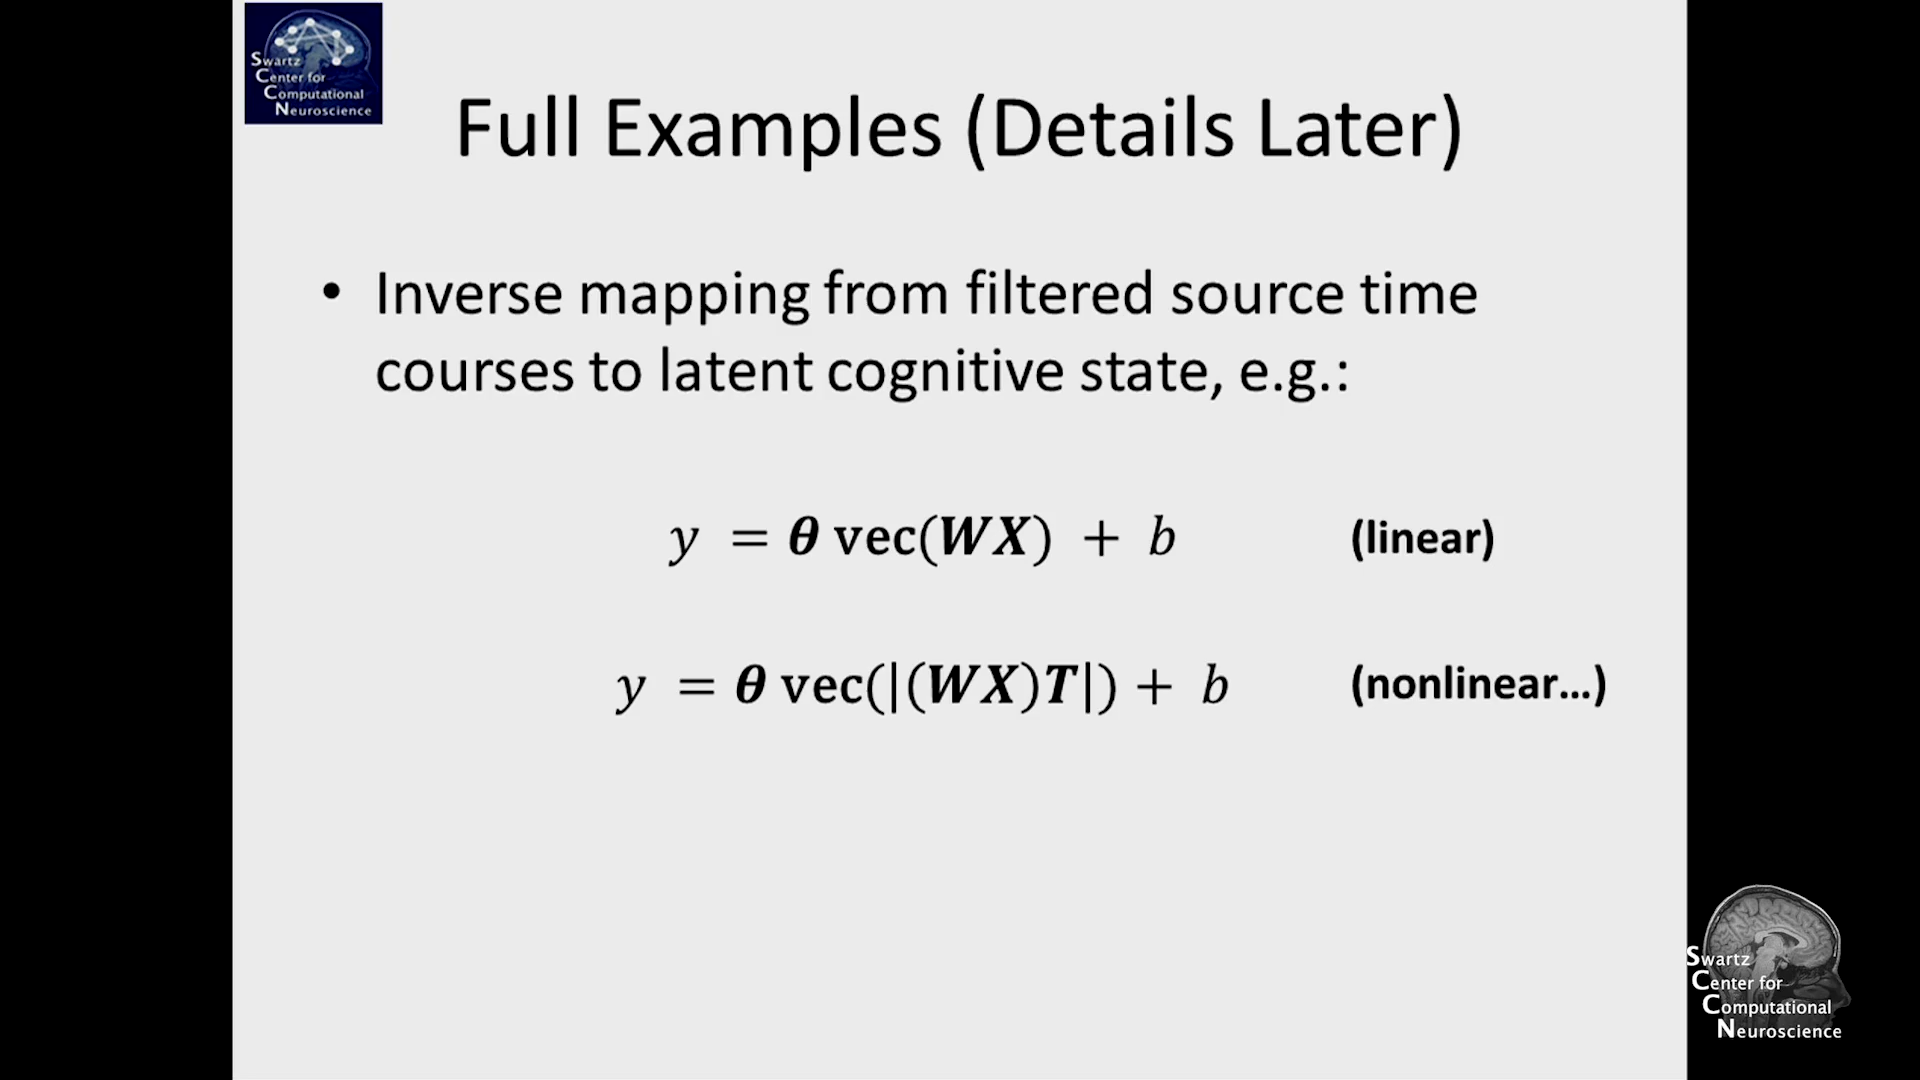 Swartz
Center for
Computational
Neuroscience
Full Examples (Details Later)
• Inverse mapping from filtered source time
courses to latent cognitive state, e.g.:
y = θ vec(WX) + b (linear)
y = θ vec(|(WX)T|) + b (nonlinear...)
Swartz
Center for
Computational
Neuroscience